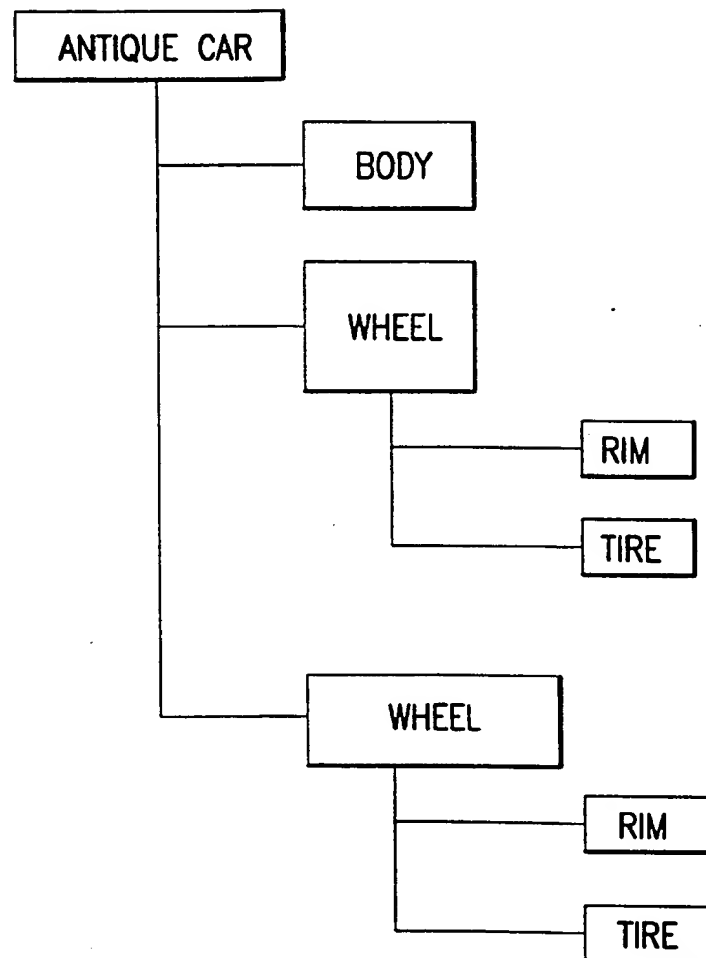 ANTIQUE CAR
BODY
WHEEL
RIM
TIRE
WHEEL
RIM
TIRE